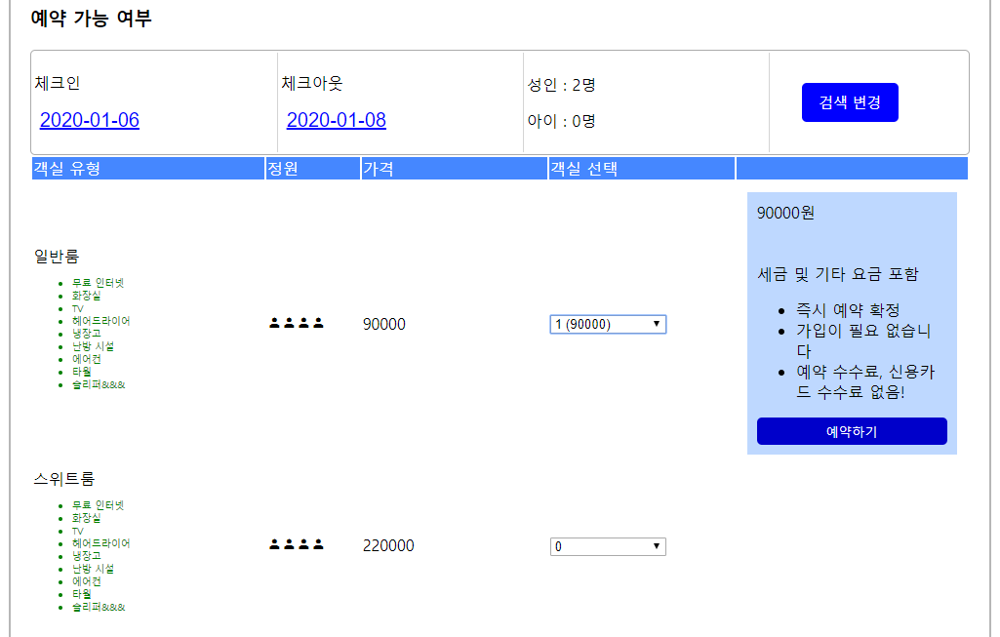 예약 가능 여부
체크인
2020-01-06
체크아웃
2020-01-08
성인 : 2명
아이 : 0명
검색 변경
객실 유형 정원 가격 객실 선택
일반룸
무료 인터넷
화장실
TV
헤어드라이어
냉장고
난방 시설
에어컨
타월
슬리퍼&&&
90000
1 (90000)
90000원
세금 및 기타 요금 포함
즉시 예약 확정
가입이 필요 없습니
다
예약 수수료, 신용카
드 수수료 없음!
예약하기
스위트룸
무료 인터넷
화장실
TV
헤어드라이어
냉장고
난방 시설
에어컨
타월
슬리퍼&&&
220000
0